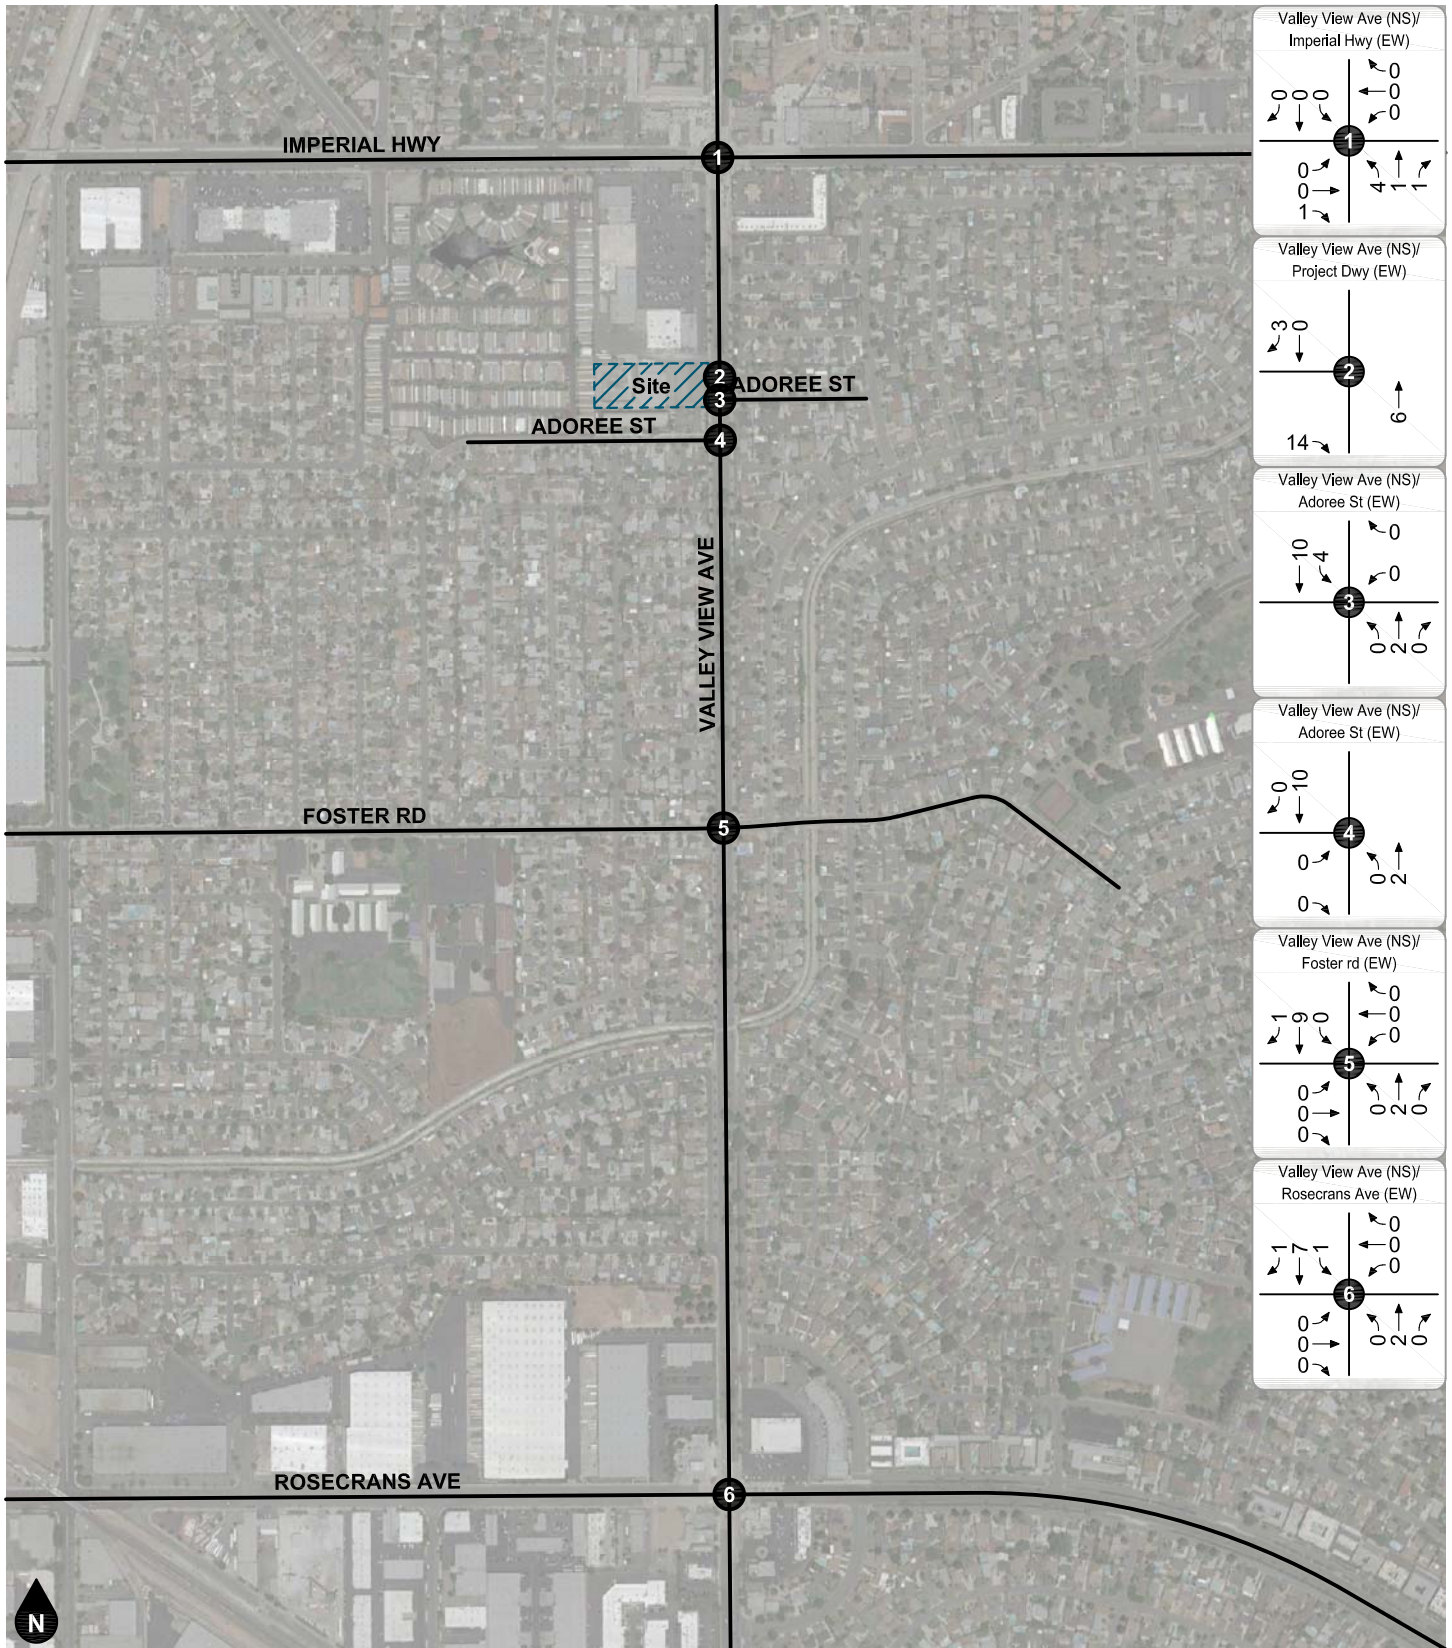 IMPERIAL HWY
1
2
Site
ADOREE ST
3
ADOREE ST
4
VALLEY VIEW AVE
FOSTER RD
5
ROSECRANS AVE
6
N
Valley View Ave (NS)/
Imperial Hwy (EW)
0 0 0
0
0
0
1
0
0
1
4 1 1
Valley View Ave (NS)/
Project Dwy (EW)
3 0
2
6
14
Valley View Ave (NS)/
Adoree St (EW)
10 4
0
0
3
0 2 0
Valley View Ave (NS)/
Adoree St (EW)
0 10
4
0
0
0 2
Valley View Ave (NS)/
Foster rd (EW)
1 9 0
0
0
0
5
0
0
0
0 2 0
Valley View Ave (NS)/
Rosecrans Ave (EW)
1 7 1
0
0
0
6
0
0
0
0 2 0